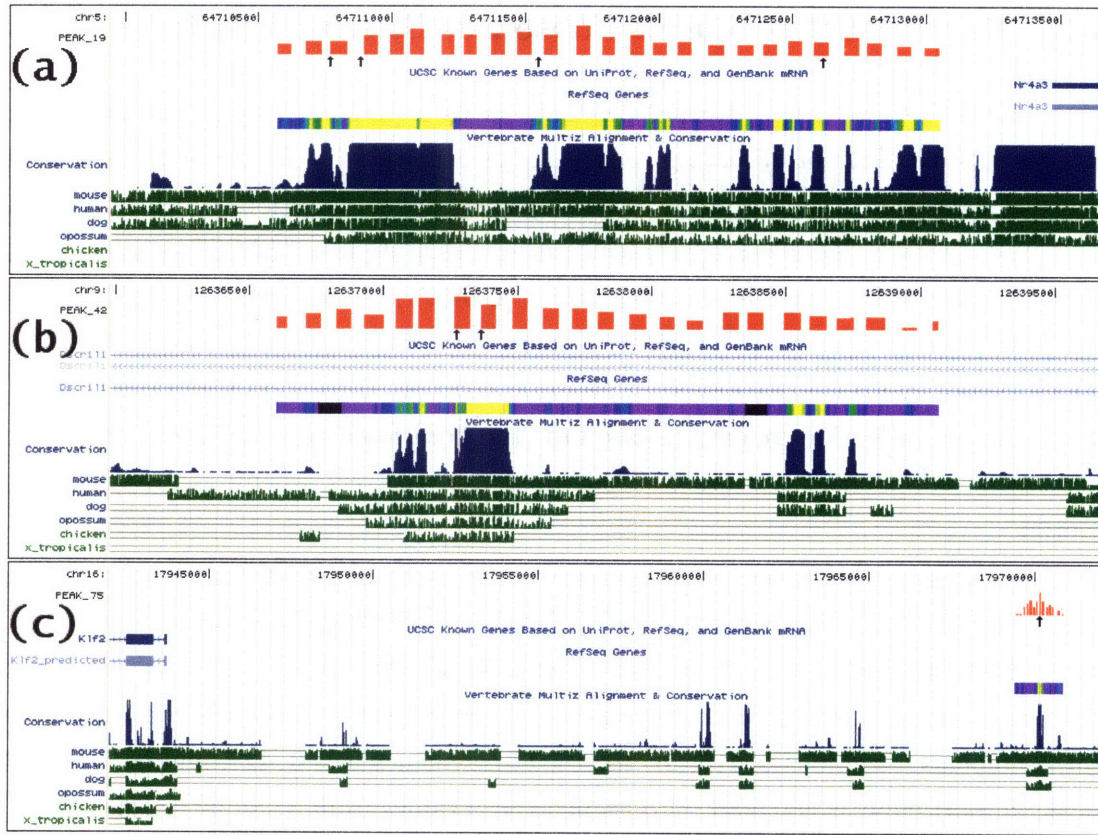 (a)
chr5: 64710500| 64711000| 64711500| 64712000| 64712500| 64713000| 64713500|
PEAK_19
UCSC Known Genes Based on UniProt, RefSeq, and GenBank mRNA
Nr4a3
RefSeq Genes
Nr4a3
Vertebrate Multiz Alignment & Conservation
Conservation
mouse
human
dog
opossum
chicken
x_tropicalis
(b)
chr9: 12636500| 12637000| 12637500| 12638000| 12638500| 12639000| 12639500|
PEAK_42
UCSC Known Genes Based on UniProt, RefSeq, and GenBank mRNA
Dscr1l1
Dscr1l1
RefSeq Genes
Dscr1l1
Vertebrate Multiz Alignment & Conservation
Conservation
mouse
human
dog
opossum
chicken
x_tropicalis
(c)
chr16: 17945000| 17950000| 17955000| 17960000| 17965000| 17970000|
PEAK_75
UCSC Known Genes Based on UniProt, RefSeq, and GenBank mRNA
Klf2
RefSeq Genes
Klf2_predicted
Vertebrate Multiz Alignment & Conservation
Conservation
mouse
human
dog
opossum
chicken
x_tropicalis